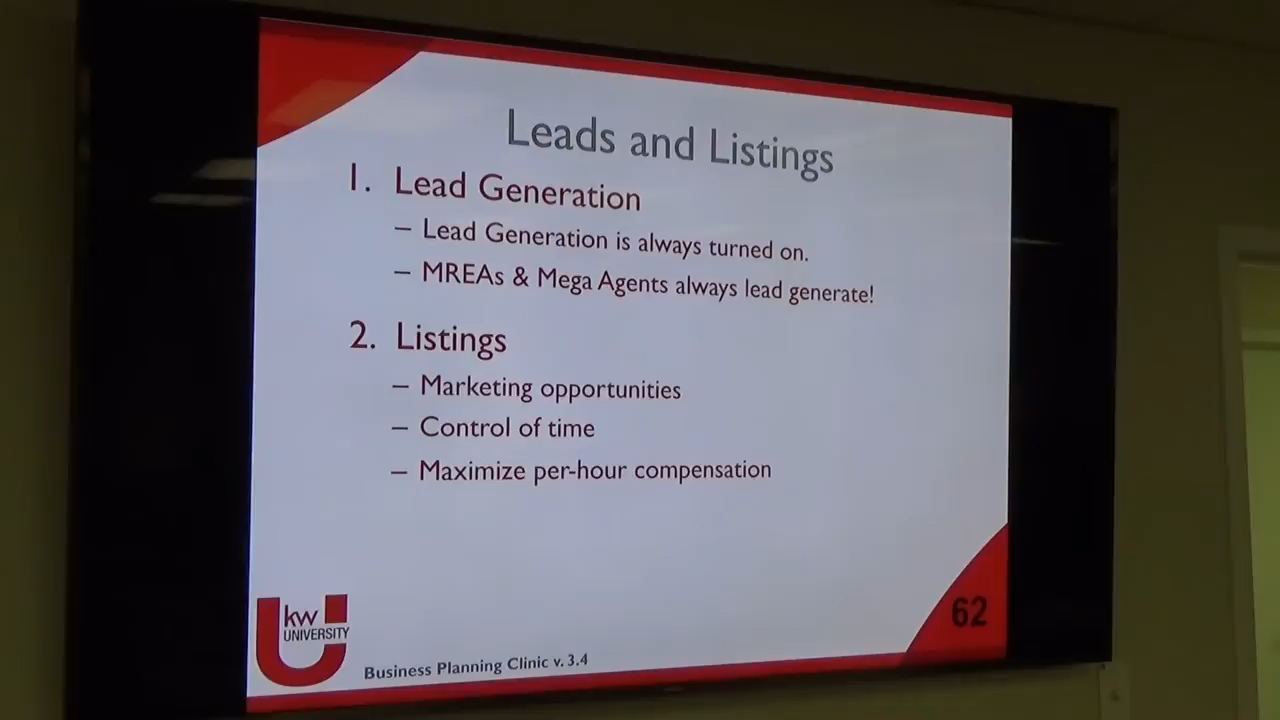 Leads and Listings
1. Lead Generation
– Lead Generation is always turned on.
– MREAs & Mega Agents always lead generate!
2. Listings
– Marketing opportunities
– Control of time
– Maximize per-hour compensation
kw
UNIVERSITY
Business Planning Clinic v. 3.4
62